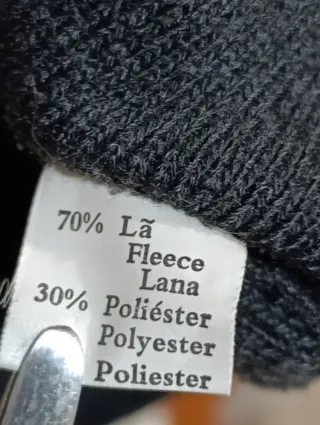 70% Lã
Fleece
Lana
30% Poliéster
Polyester
Poliester